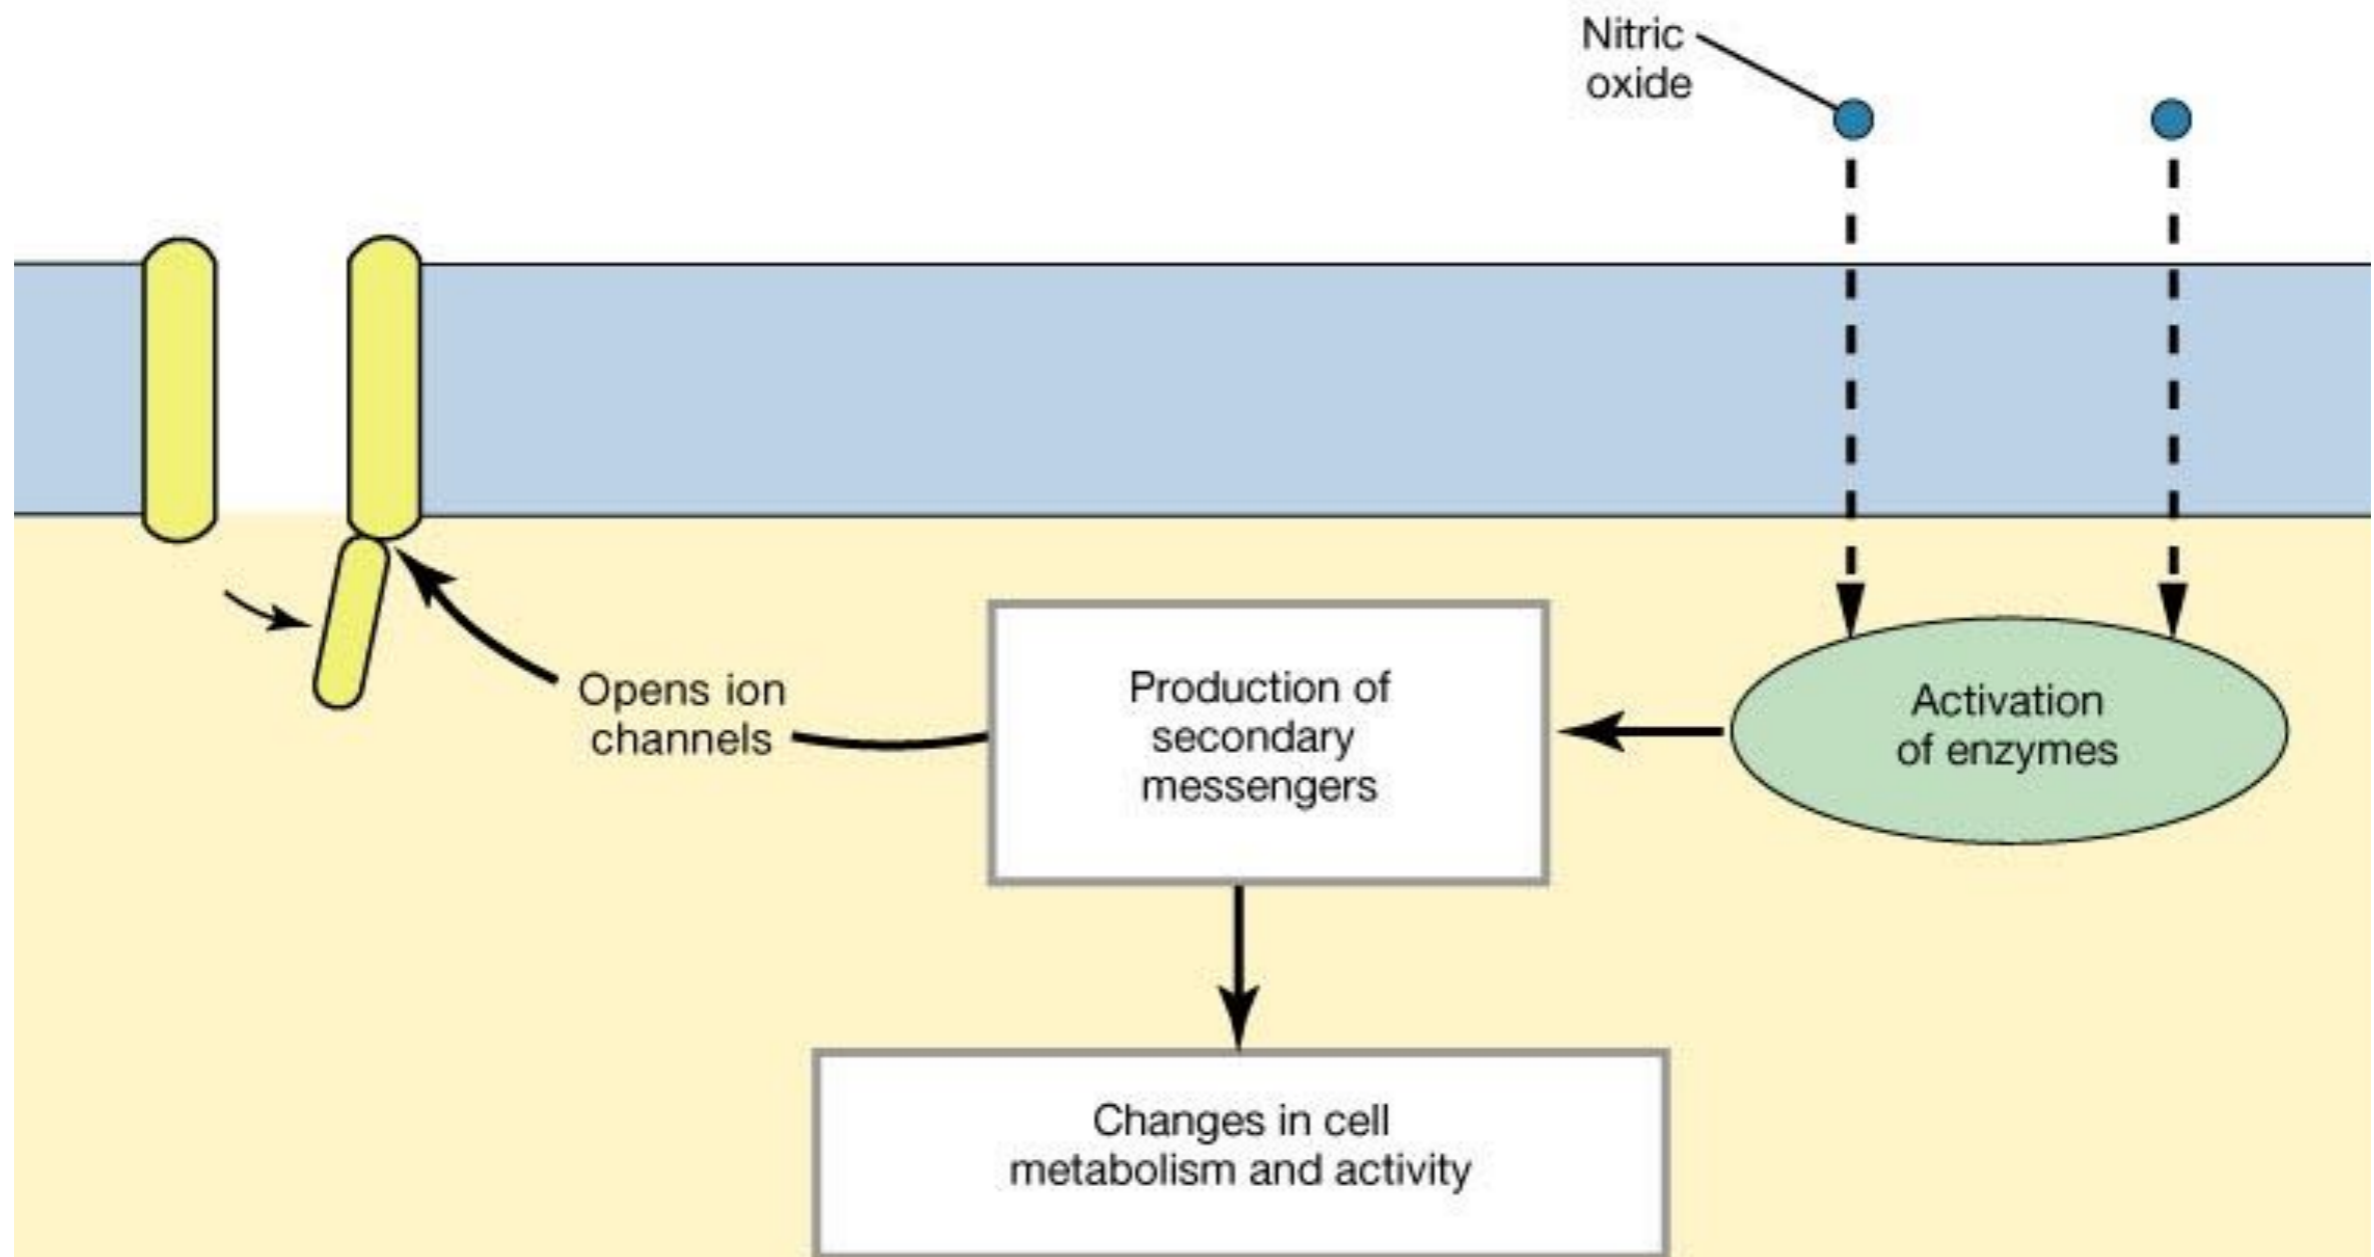 Nitric
oxide
Opens ion
channels
Production of
secondary
messengers
Activation
of enzymes
Changes in cell
metabolism and activity